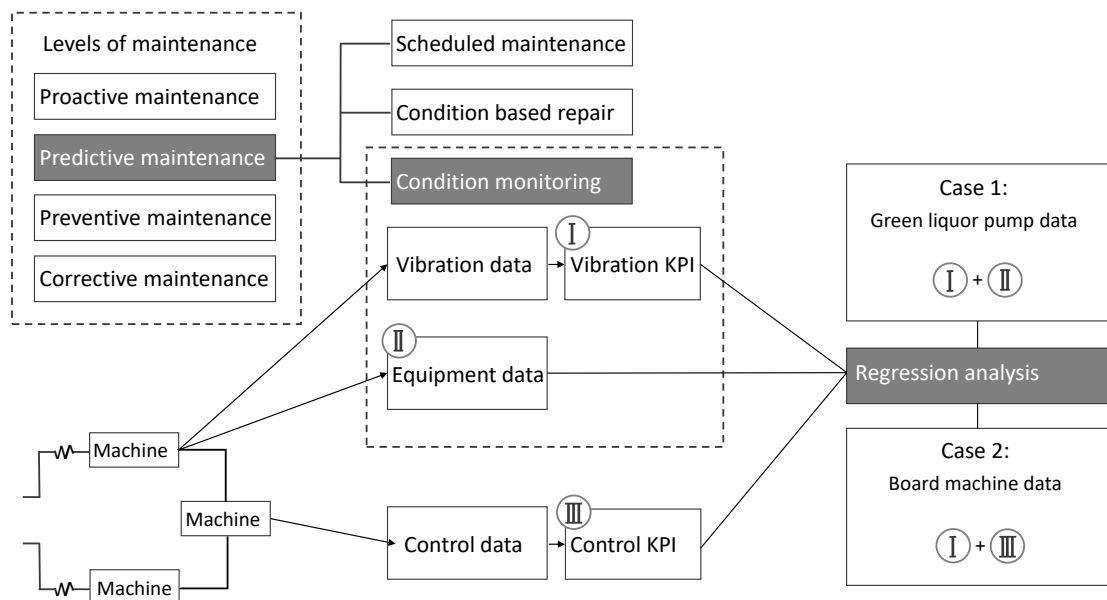 Levels of maintenance
Proactive maintenance
Predictive maintenance
Preventive maintenance
Corrective maintenance
Scheduled maintenance
Condition based repair
Condition monitoring
Vibration data
I
Vibration KPI
II
Equipment data
Machine
Machine
Machine
Control data
III
Control KPI
Case 1:
Green liquor pump data
I + II
Regression analysis
Case 2:
Board machine data
I + III